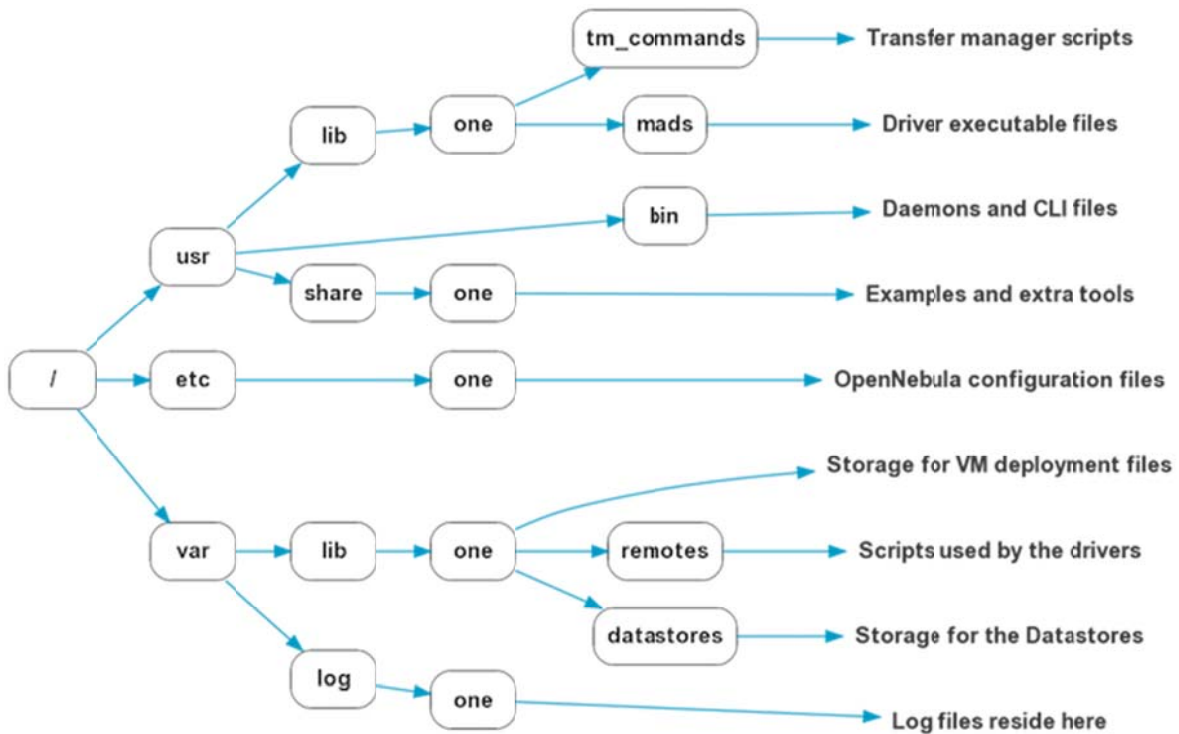 tm_commands
Transfer manager scripts
lib
one
mads
Driver executable files
bin
Daemons and CLI files
usr
share
one
Examples and extra tools
/
etc
one
OpenNebula configuration files
Storage for VM deployment files
var
lib
one
remotes
Scripts used by the drivers
datastores
Storage for the Datastores
log
one
Log files reside here